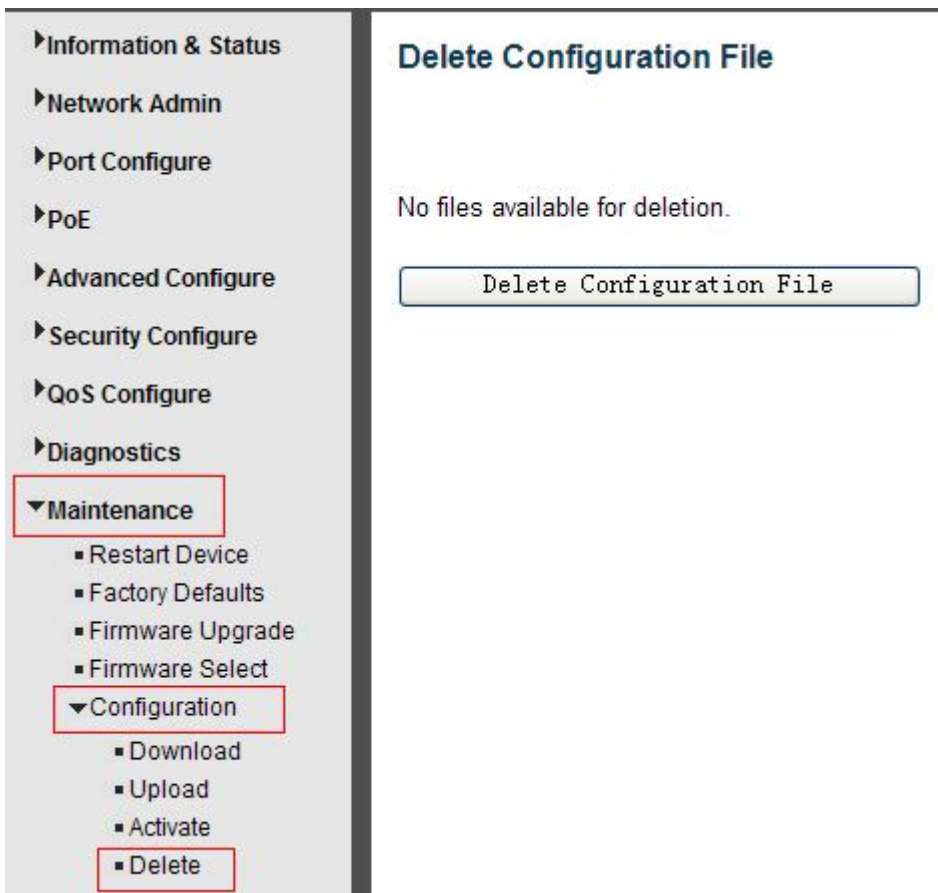 Information & Status
Network Admin
Port Configure
PoE
Advanced Configure
Security Configure
QoS Configure
Diagnostics
Maintenance
Restart Device
Factory Defaults
Firmware Upgrade
Firmware Select
Configuration
Download
Upload
Activate
Delete
Delete Configuration File
No files available for deletion.
Delete Configuration File